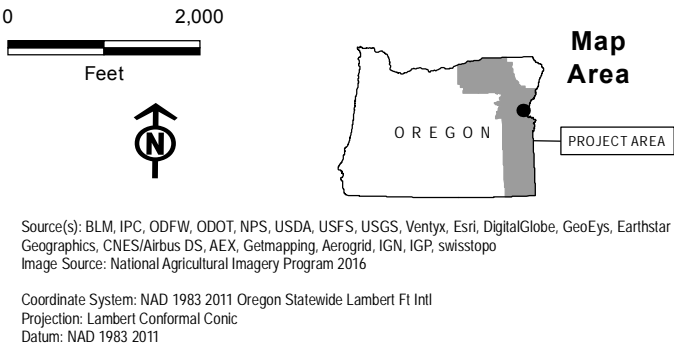 0 2,000
Feet
N
Map
Area
OREGON
PROJECT AREA
Source(s): BLM, IPC, ODFW, ODOT, NPS, USDA, USFS, USGS, Ventyx, Esri, DigitalGlobe, GeoEys, Earthstar
Geographics, CNES/Airbus DS, AEX, Getmapping, Aerogrid, IGN, IGP, swisstopo
Image Source: National Agricultural Imagery Program 2016
Coordinate System: NAD 1983 2011 Oregon Statewide Lambert Ft Intl
Projection: Lambert Conformal Conic
Datum: NAD 1983 2011